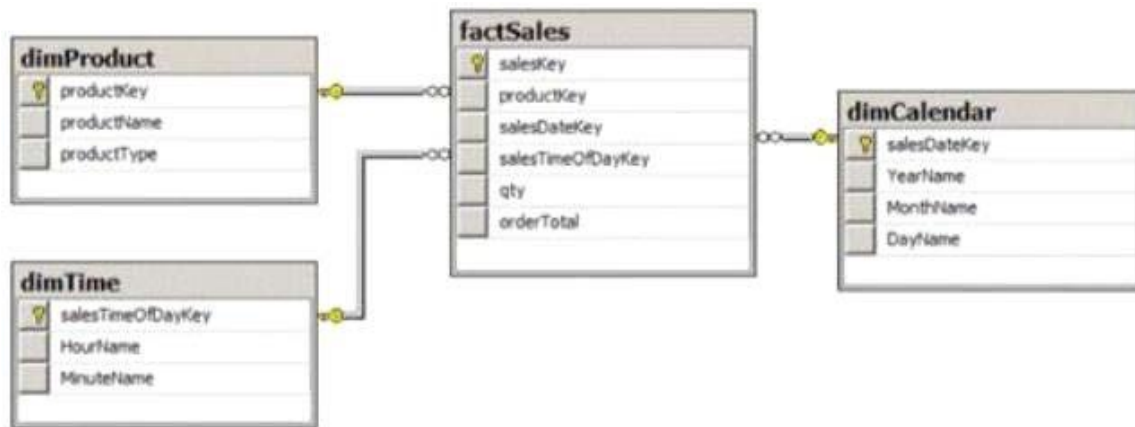 dimProduct
productKey
productName
productType
factSales
salesKey
productKey
salesDateKey
salesTimeOfDayKey
qty
orderTotal
dimCalendar
salesDateKey
YearName
MonthName
DayName
dimTime
salesTimeOfDayKey
HourName
MinuteName